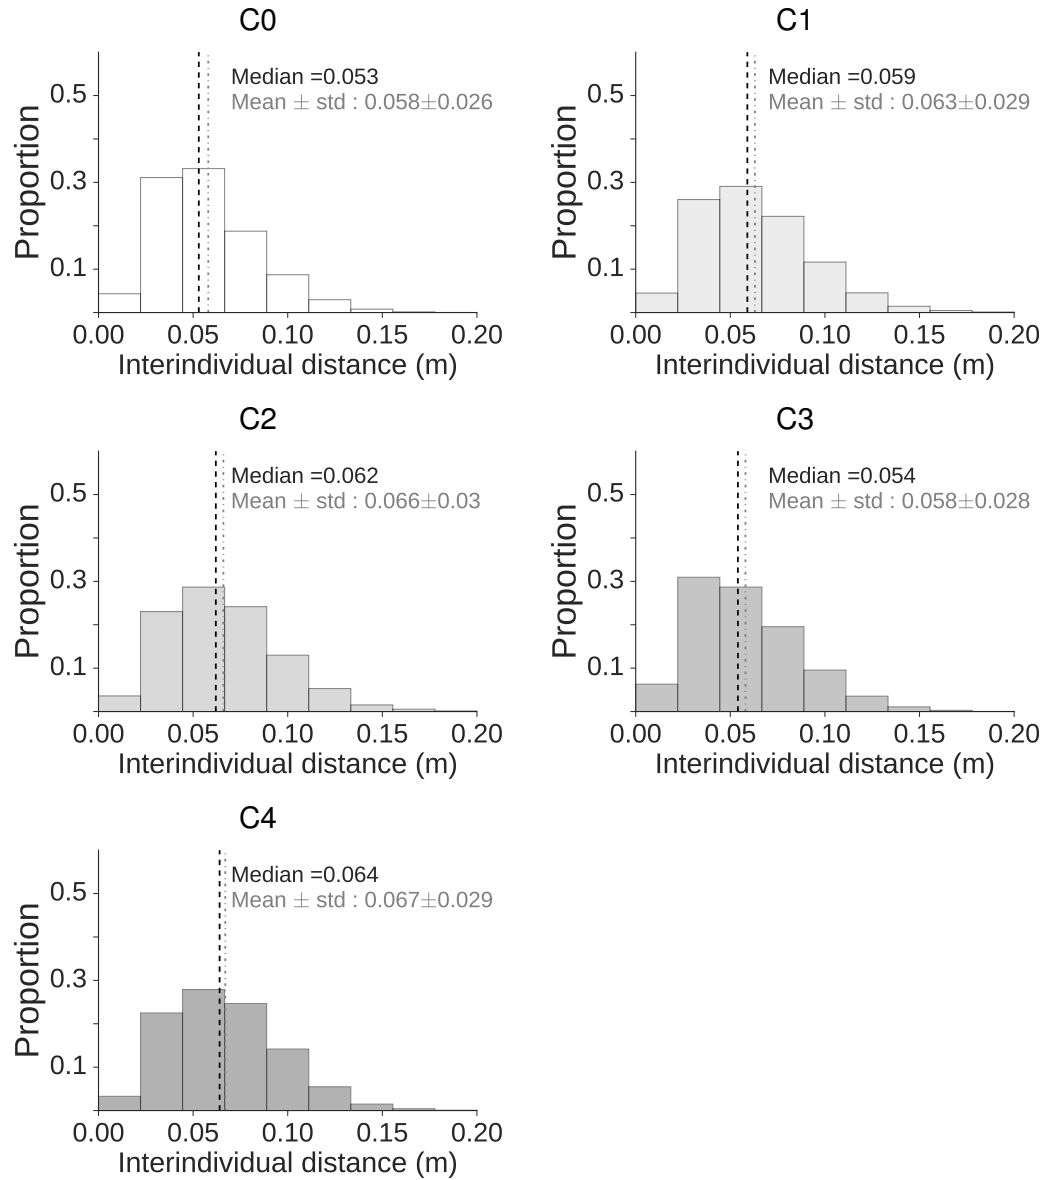 C0
Median =0.053
Mean ± std : 0.058±0.026
Proportion
0.5
0.3
0.1
0.00 0.05 0.10 0.15 0.20
Interindividual distance (m)
C1
Median =0.059
Mean ± std : 0.063±0.029
Proportion
0.5
0.3
0.1
0.00 0.05 0.10 0.15 0.20
Interindividual distance (m)
C2
Median =0.062
Mean ± std : 0.066±0.03
Proportion
0.5
0.3
0.1
0.00 0.05 0.10 0.15 0.20
Interindividual distance (m)
C3
Median =0.054
Mean ± std : 0.058±0.028
Proportion
0.5
0.3
0.1
0.00 0.05 0.10 0.15 0.20
Interindividual distance (m)
C4
Median =0.064
Mean ± std : 0.067±0.029
Proportion
0.5
0.3
0.1
0.00 0.05 0.10 0.15 0.20
Interindividual distance (m)